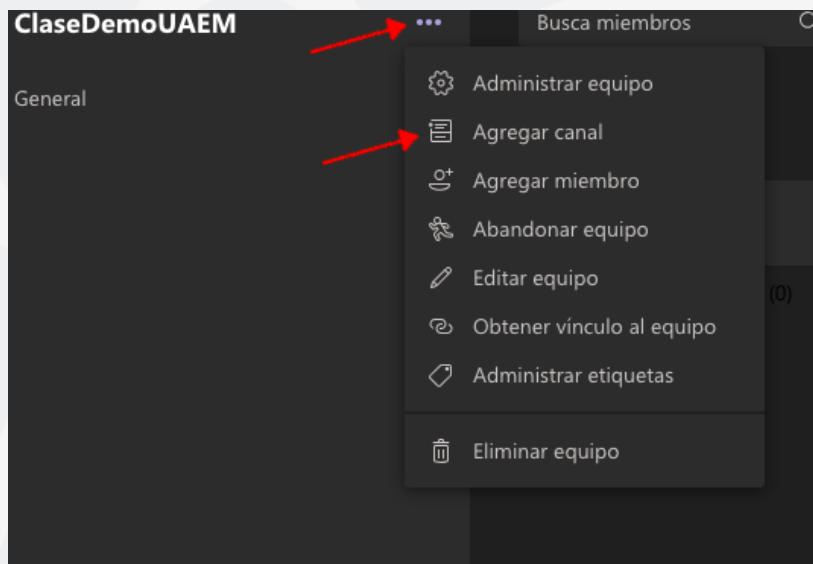 ClaseDemoUAEM
Busca miembros
General
Administrar equipo
Agregar canal
Agregar miembro
Abandonar equipo
Editar equipo
Obtener vínculo al equipo
(0)
Administrar etiquetas
Eliminar equipo